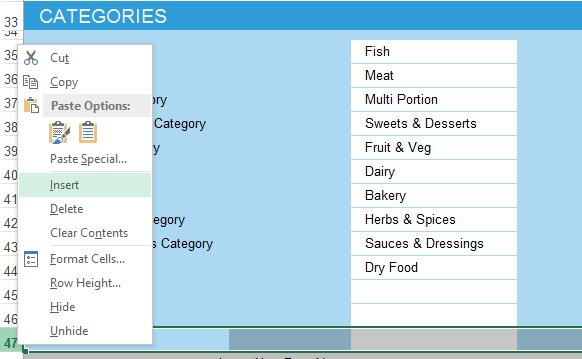 33 CATEGORIES
34
35 Fish
36 Meat
37 ory Multi Portion
38 Category Sweets & Desserts
39 y Fruit & Veg
40 Dairy
41 Bakery
42 egory Herbs & Spices
43 s Category Sauces & Dressings
44 Dry Food
45
46
47
Cut
Copy
Paste Options:
Paste Special...
Insert
Delete
Clear Contents
Format Cells...
Row Height...
Hide
Unhide